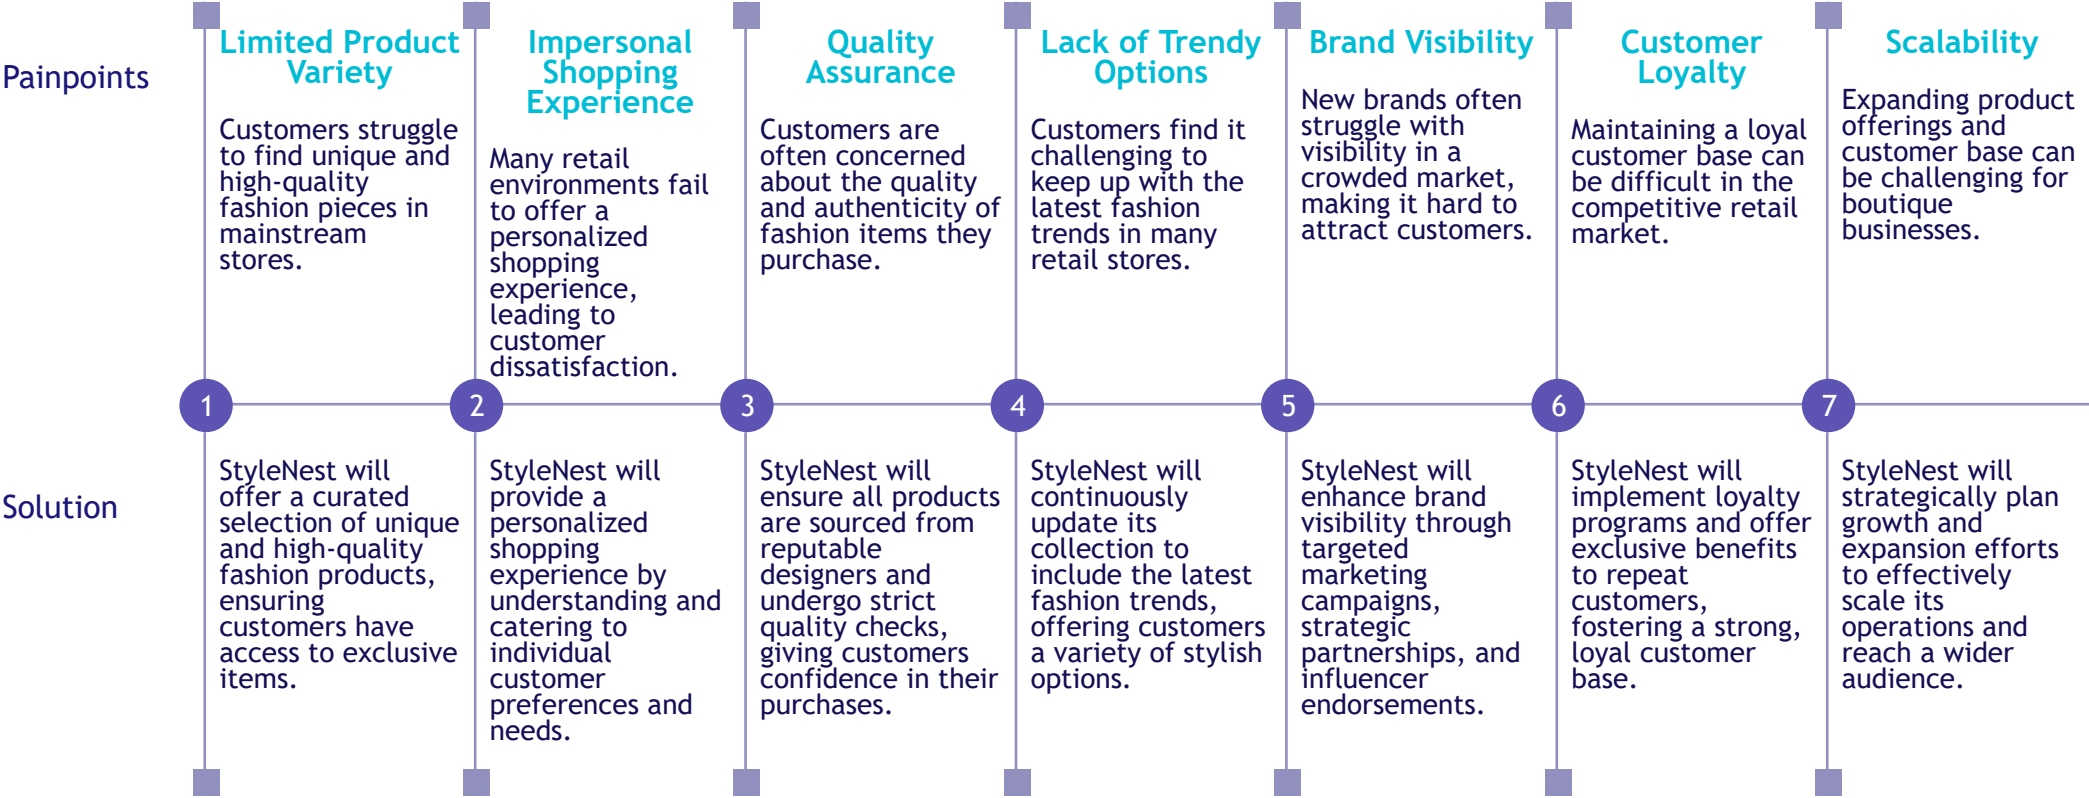 Painpoints
Limited Product
Variety
Customers struggle
to find unique and
high-quality
fashion pieces in
mainstream
stores.
Impersonal
Shopping
Experience
Many retail
environments fail
to offer a
personalized
shopping
experience,
leading to
customer
dissatisfaction.
Quality
Assurance
Customers are
often concerned
about the quality
and authenticity of
fashion items they
purchase.
Lack of Trendy
Options
Customers find it
challenging to
keep up with the
latest fashion
trends in many
retail stores.
Brand Visibility
New brands often
struggle with
visibility in a
crowded market,
making it hard to
attract customers.
Customer
Loyalty
Maintaining a loyal
customer base can
be difficult in the
competitive retail
market.
Scalability
Expanding product
offerings and
customer base can
be challenging for
boutique
businesses.
1
2
3
4
5
6
7
Solution
StyleNest will
offer a curated
selection of unique
and high-quality
fashion products,
ensuring
customers have
access to exclusive
items.
StyleNest will
provide a
personalized
shopping
experience by
understanding and
catering to
individual
customer
preferences and
needs.
StyleNest will
ensure all products
are sourced from
reputable
designers and
undergo strict
quality checks,
giving customers
confidence in their
purchases.
StyleNest will
continuously
update its
collection to
include the latest
fashion trends,
offering customers
a variety of stylish
options.
StyleNest will
enhance brand
visibility through
targeted
marketing
campaigns,
strategic
partnerships, and
influencer
endorsements.
StyleNest will
implement loyalty
programs and offer
exclusive benefits
to repeat
customers,
fostering a strong,
loyal customer
base.
StyleNest will
strategically plan
growth and
expansion efforts
to effectively
scale its
operations and
reach a wider
audience.